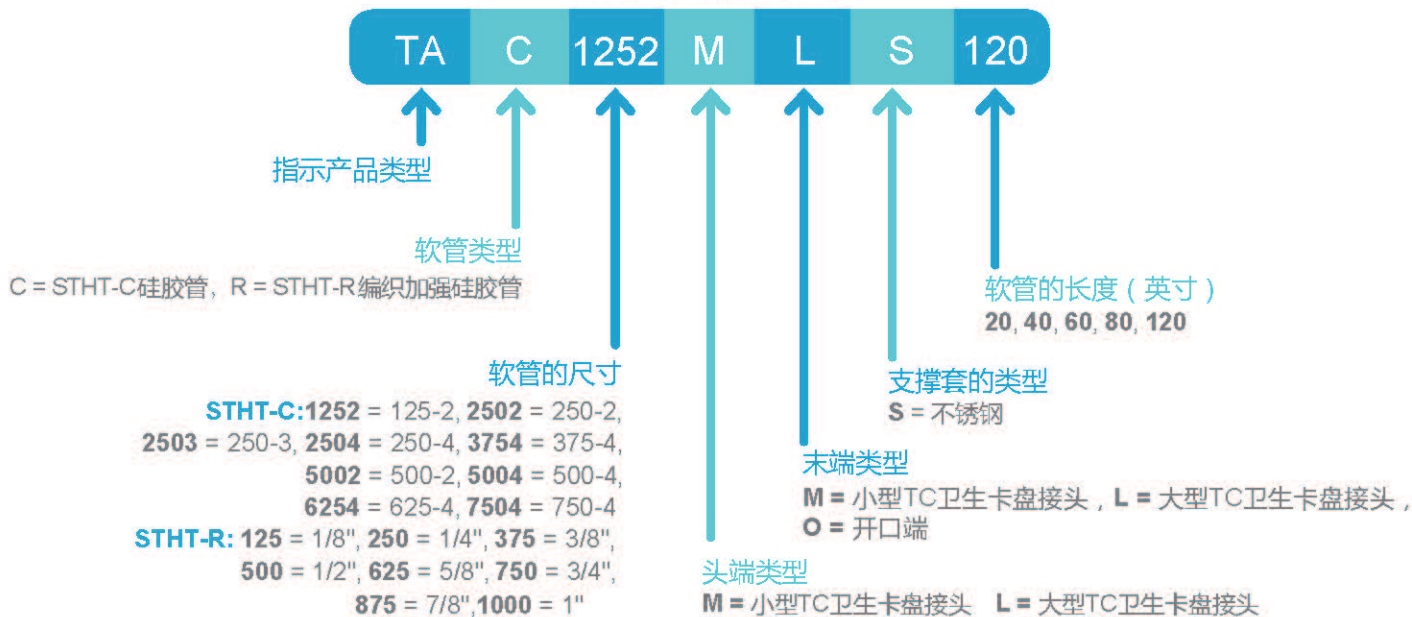 TA C 1252 M L S 120
指示产品类型
软管类型
C = STHT-C硅胶管，R = STHT-R编织加强硅胶管
软管的长度（英寸）
20, 40, 60, 80, 120
软管的尺寸
STHT-C:1252 = 125-2, 2502 = 250-2,
2503 = 250-3, 2504 = 250-4, 3754 = 375-4,
5002 = 500-2, 5004 = 500-4,
6254 = 625-4, 7504 = 750-4
STHT-R: 125 = 1/8", 250 = 1/4", 375 = 3/8",
500 = 1/2", 625 = 5/8", 750 = 3/4",
875 = 7/8",1000 = 1"
支撑套的类型
S = 不锈钢
末端类型
M = 小型TC卫生卡盘接头，L = 大型TC卫生卡盘接头，
O = 开口端
头端类型
M = 小型TC卫生卡盘接头 L = 大型TC卫生卡盘接头